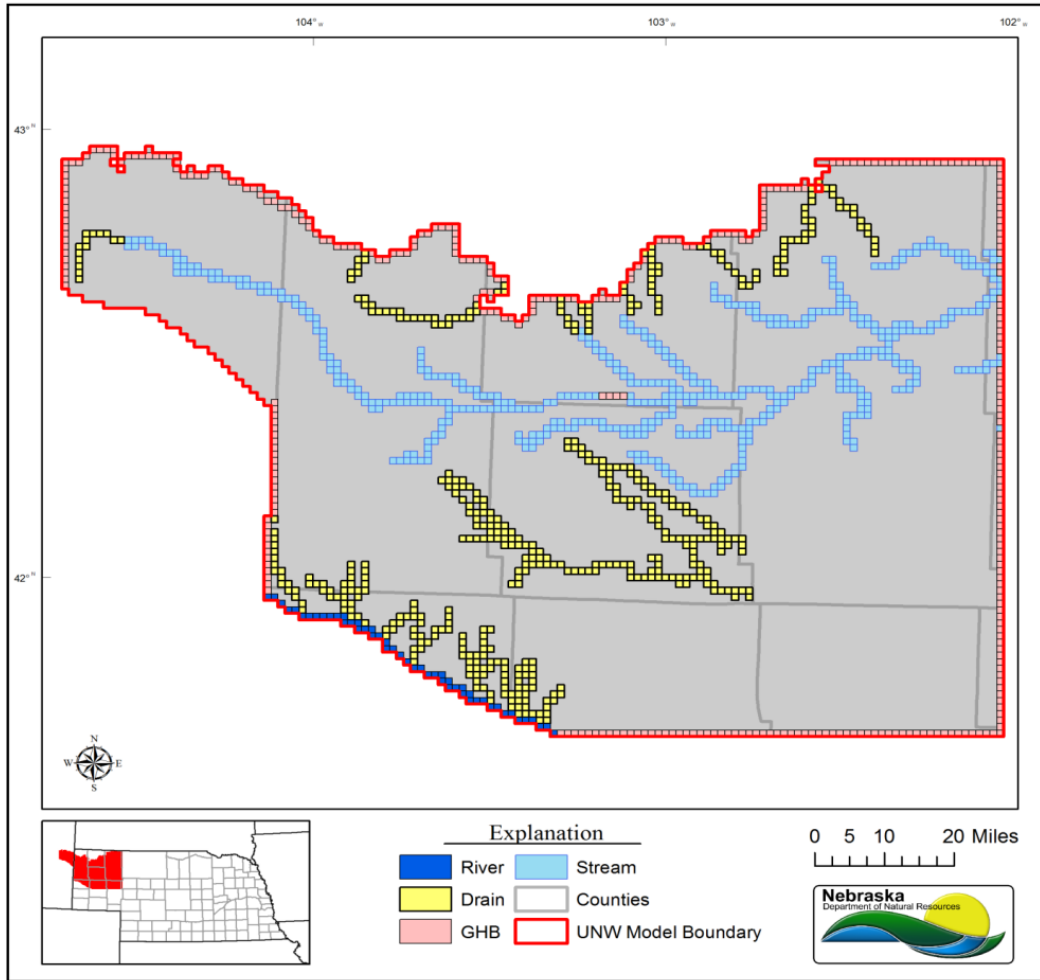 104° W
103° W
102° W
43° N
42° N
N
W E
S
Explanation
River
Stream
Drain
Counties
GHB
UNW Model Boundary
0 5 10 20 Miles
Nebraska
Department of Natural Resources